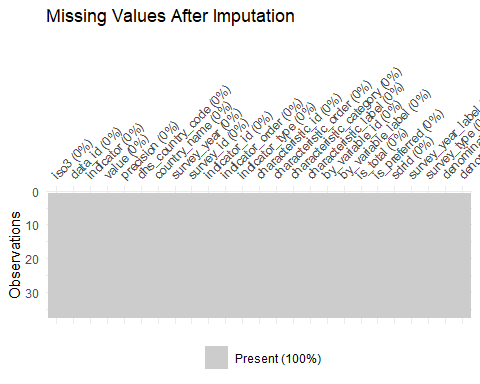 Missing Values After Imputation
iso3 (0%)
data_id (0%)
indicator (0%)
value (0%)
precision (0%)
dhs_country_code (0%)
country_name (0%)
survey_year (0%)
survey_id (0%)
indicator_id (0%)
indicator_order (0%)
indicator_type (0%)
characteristic_id (0%)
characteristic_order (0%)
characteristic_category (0%)
characteristic_label (0%)
by_variable_id (0%)
by_variable_label (0%)
is_total (0%)
is_preferred (0%)
sdrid (0%)
survey_year_label
survey_type (0%
denomina
denom
Observations
0
10
20
30
Present (100%)